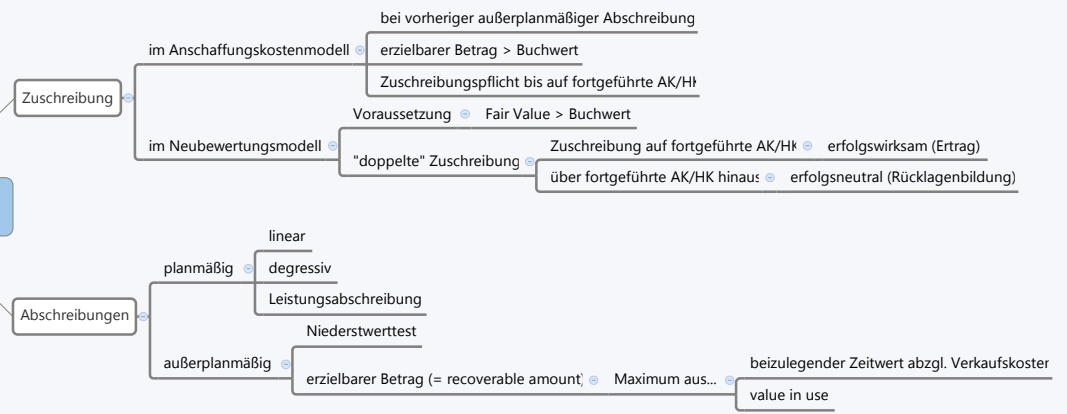 Zuschreibung
im Anschaffungskostenmodell
bei vorheriger außerplanmäßiger Abschreibung
erzielbarer Betrag > Buchwert
Zuschreibungspflicht bis auf fortgeführte AK/HK
im Neubewertungsmodell
Voraussetzung
Fair Value > Buchwert
"doppelte" Zuschreibung
Zuschreibung auf fortgeführte AK/HK
erfolgswirksam (Ertrag)
über fortgeführte AK/HK hinaus
erfolgsneutral (Rücklagenbildung)
Abschreibungen
planmäßig
linear
degressiv
Leistungsabschreibung
außerplanmäßig
Niederstwerttest
erzielbarer Betrag (= recoverable amount)
Maximum aus...
beizulegender Zeitwert abzgl. Verkaufskosten
value in use